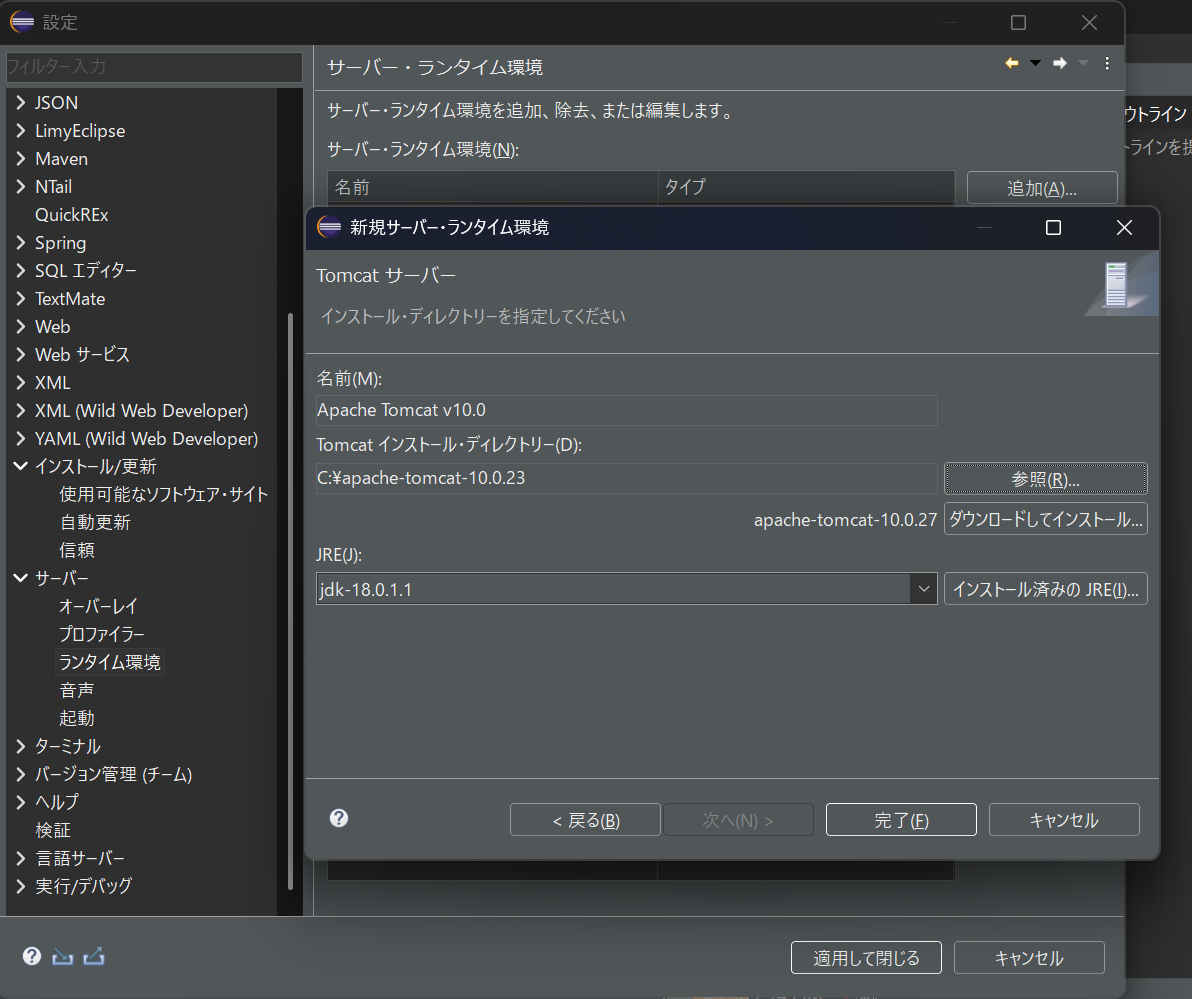 設定
フィルター入力
JSON
LimyEclipse
Maven
NTail
QuickREx
Spring
SQL エディター
TextMate
Web
Web サービス
XML
XML (Wild Web Developer)
YAML (Wild Web Developer)
インストール/更新
使用可能なソフトウェア・サイト
自動更新
信頼
サーバー
オーバーレイ
プロファイラー
ランタイム環境
音声
起動
ターミナル
バージョン管理 (チーム)
ヘルプ
検証
言語サーバー
実行/デバッグ
サーバー・ランタイム環境
サーバー・ランタイム環境を追加、除去、または編集します。
サーバー・ランタイム環境(N):
名前 タイプ
追加(A)...
ウトライン
トラインを提
新規サーバー・ランタイム環境
Tomcat サーバー
インストール・ディレクトリーを指定してください
名前(M):
Apache Tomcat v10.0
Tomcat インストール・ディレクトリー(D):
C:¥apache-tomcat-10.0.23 参照(R)...
apache-tomcat-10.0.27 ダウンロードしてインストール...
JRE(J):
jdk-18.0.1.1 インストール済みの JRE(I)...
< 戻る(B) 次へ(N) > 完了(F) キャンセル
適用して閉じる キャンセル